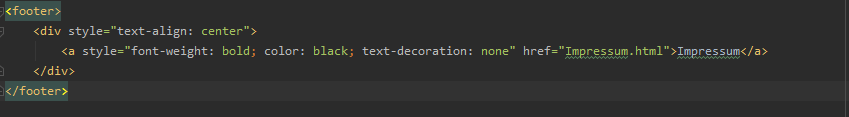 <footer>
<div style="text-align: center">
<a style="font-weight: bold; color: black; text-decoration: none" href="Impressum.html">Impressum</a>
</div>
</footer>